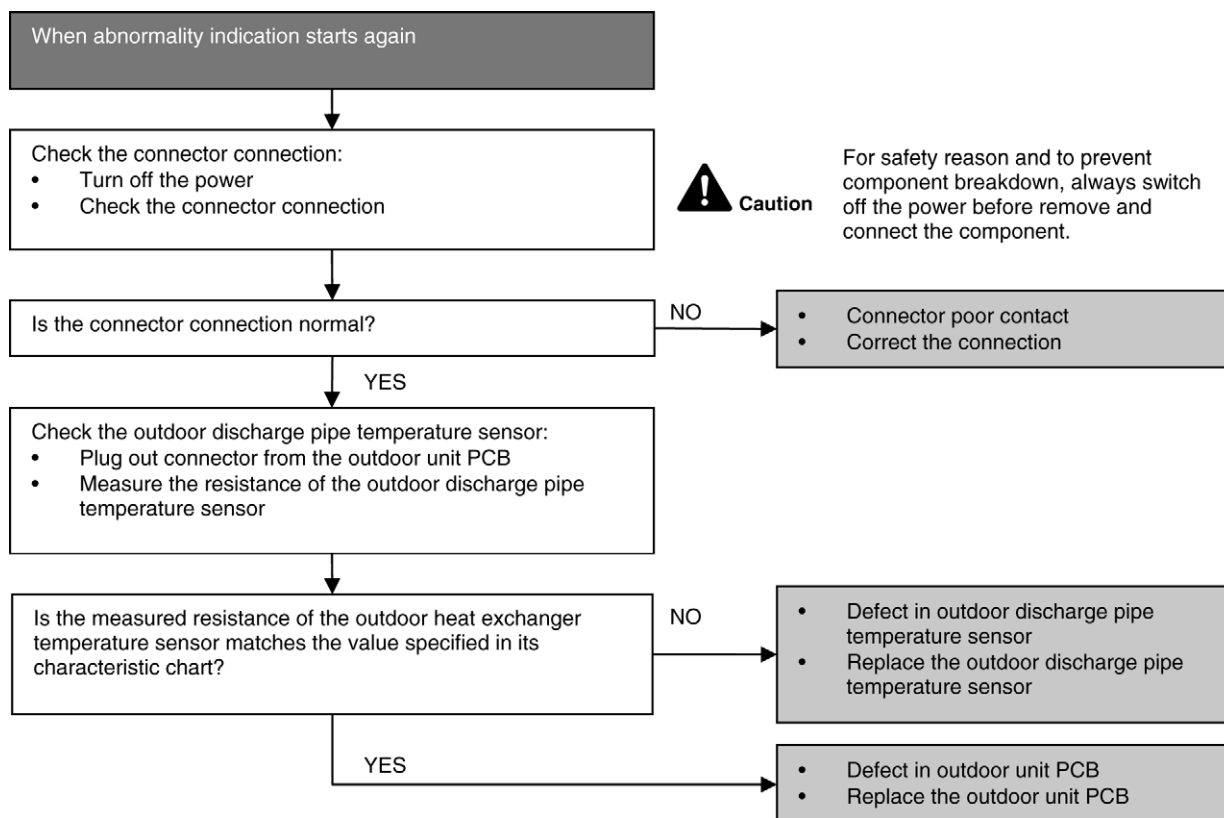 When abnormality indication starts again
Check the connector connection:
• Turn off the power
• Check the connector connection
Caution
For safety reason and to prevent
component breakdown, always switch
off the power before remove and
connect the component.
Is the connector connection normal?
NO
• Connector poor contact
• Correct the connection
YES
Check the outdoor discharge pipe temperature sensor:
• Plug out connector from the outdoor unit PCB
• Measure the resistance of the outdoor discharge pipe
temperature sensor
Is the measured resistance of the outdoor heat exchanger
temperature sensor matches the value specified in its
characteristic chart?
NO
• Defect in outdoor discharge pipe
temperature sensor
• Replace the outdoor discharge pipe
temperature sensor
YES
• Defect in outdoor unit PCB
• Replace the outdoor unit PCB